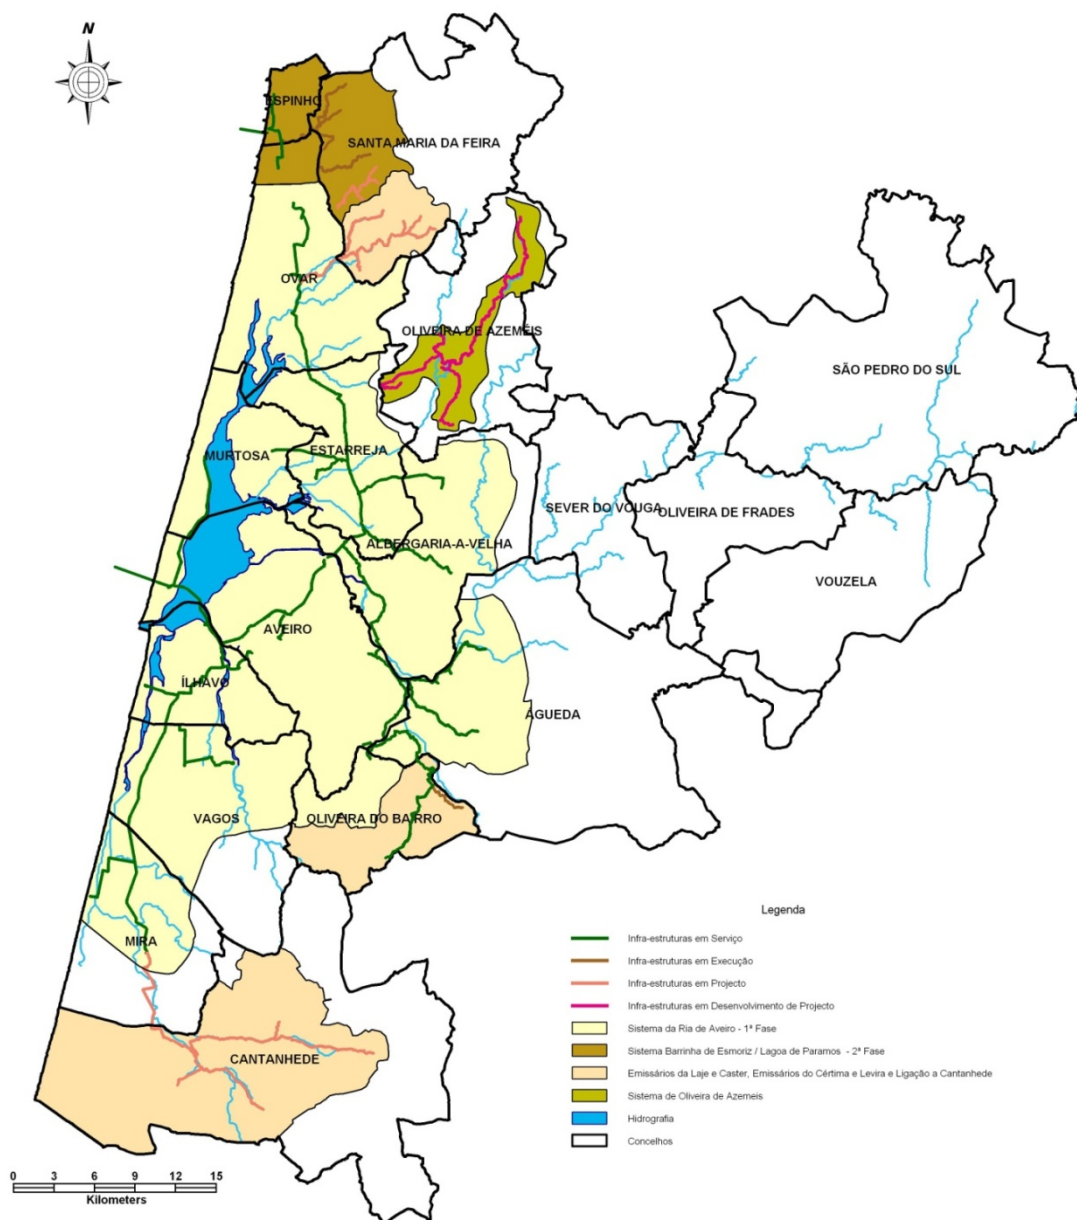 N
ESPINHO
SANTA MARIA DA FEIRA
OVAR
OLIVEIRA DE AZEMÉIS
SÃO PEDRO DO SUL
MURTOSA
ESTARREJA
SEVER DO VOUGA
OLIVEIRA DE FRADES
ALBERGARIA-A-VELHA
VOUZELA
AVEIRO
ÍLHAVO
ÁGUEDA
VAGOS
OLIVEIRA DO BAIRRO
MIRA
CANTANHEDE
Legenda
Infra-estruturas em Serviço
Infra-estruturas em Execução
Infra-estruturas em Projecto
Infra-estruturas em Desenvolvimento de Projecto
Sistema da Ria de Aveiro - 1ª Fase
Sistema Barrinha de Esmoriz / Lagoa de Paramos - 2ª Fase
Emissários da Laje e Caster, Emissários do Cértima e Levira e Ligação a Cantanhede
Sistema de Oliveira de Azemeis
Hidrografia
Concelhos
0 3 6 9 12 15
Kilometers